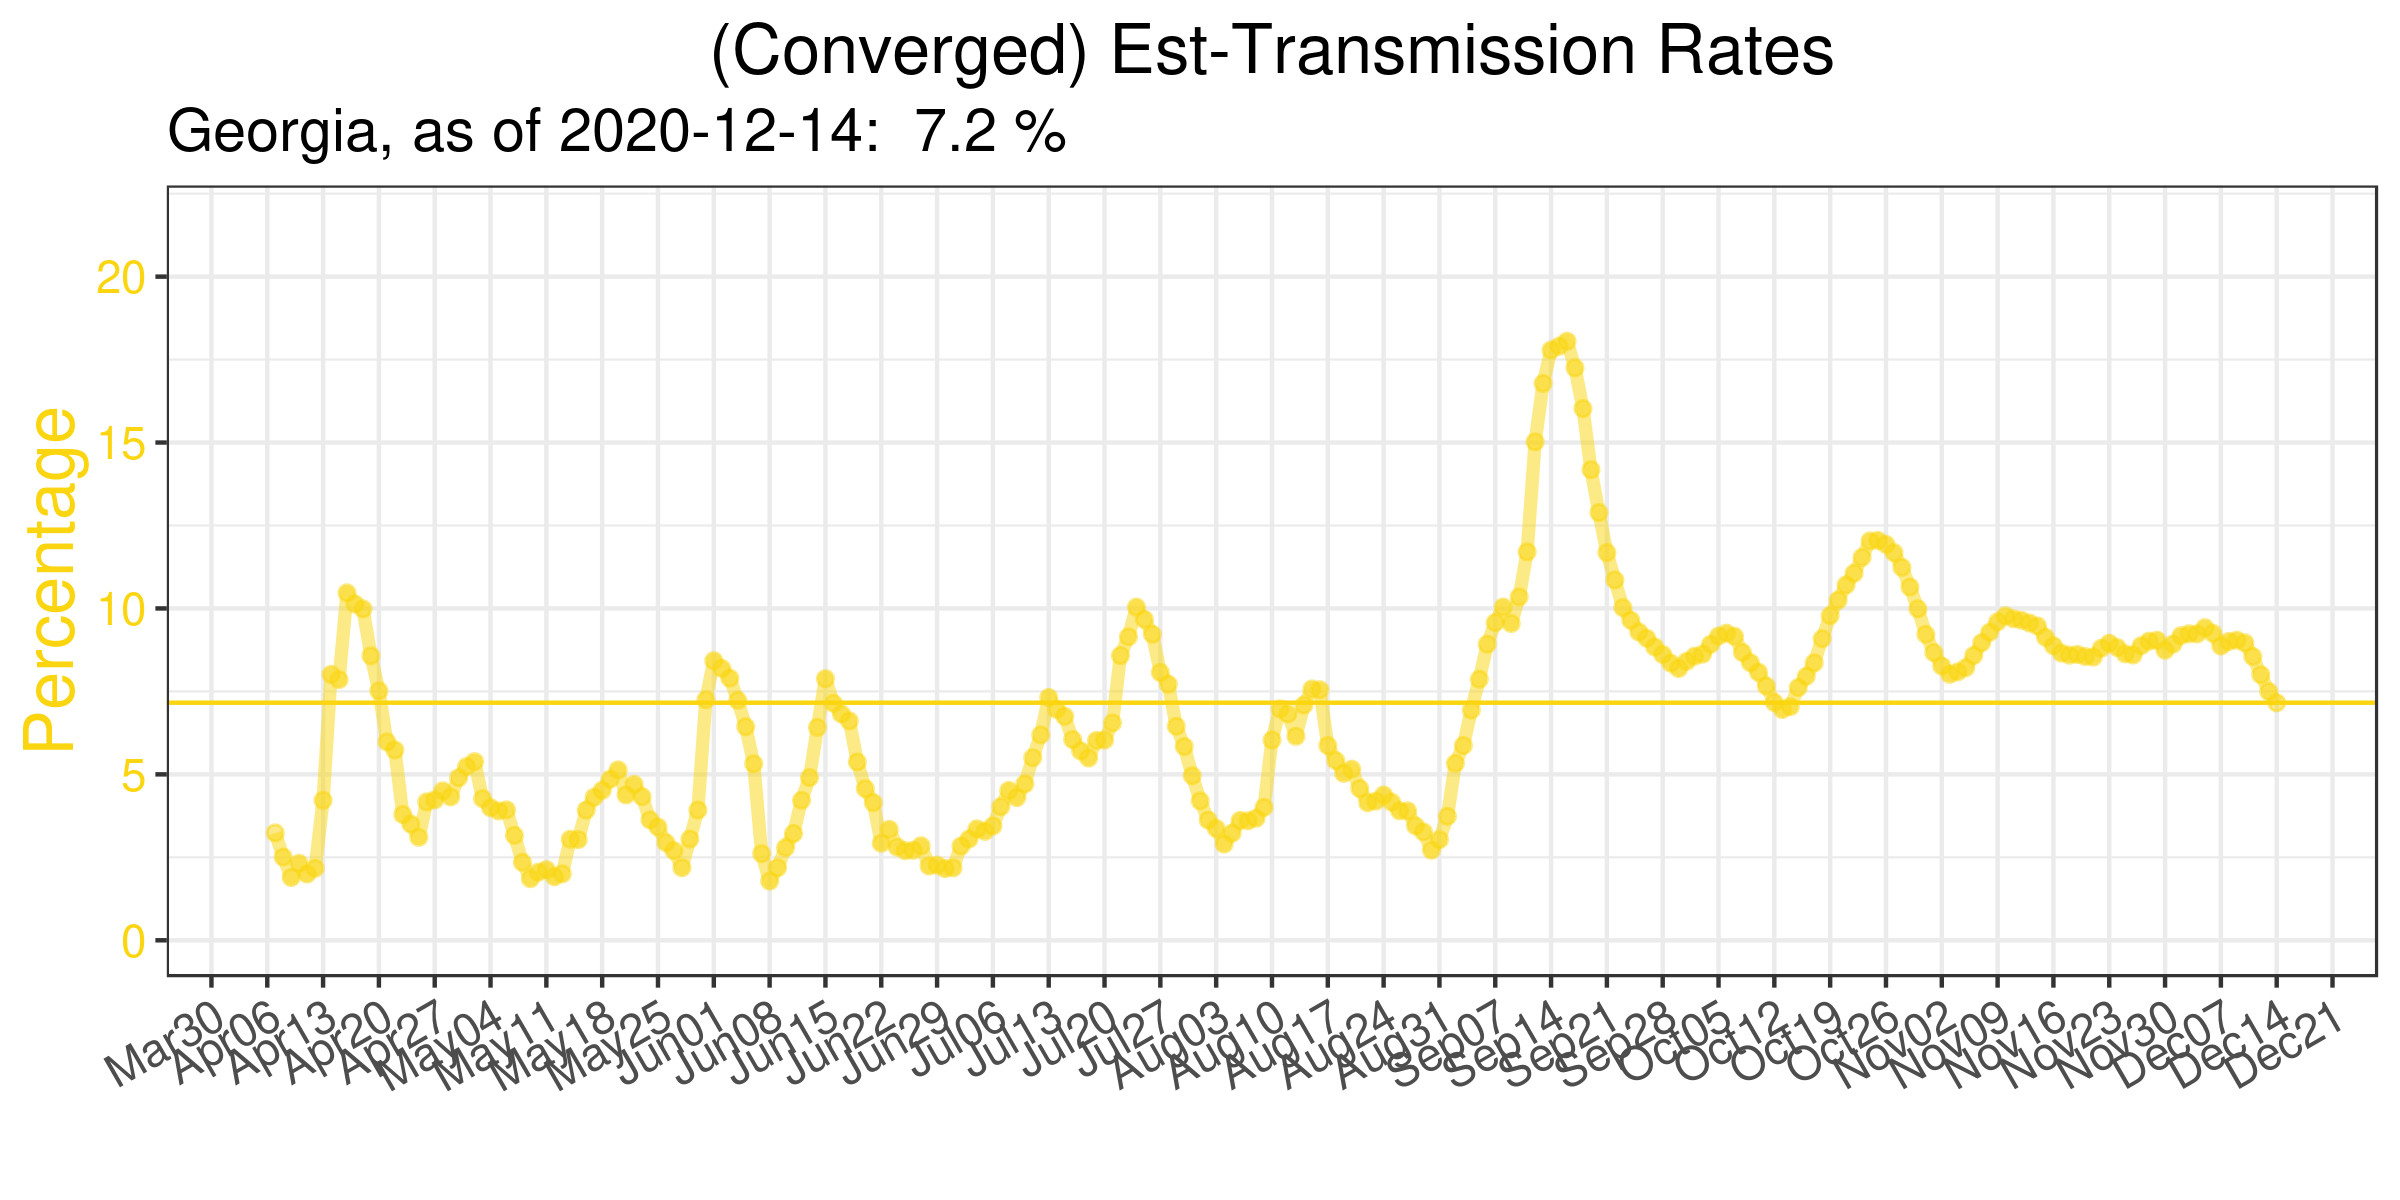 (Converged) Est-Transmission Rates
Georgia, as of 2020-12-14:  7.2 %
Percentage
20
15
10
5
0
Mar30
Apr06
Apr13
Apr20
Apr27
May04
May11
May18
May25
Jun01
Jun08
Jun15
Jun22
Jun29
Jul06
Jul13
Jul20
Jul27
Aug03
Aug10
Aug17
Aug24
Aug31
Sep07
Sep14
Sep21
Sep28
Oct05
Oct12
Oct19
Oct26
Nov02
Nov09
Nov16
Nov23
Nov30
Dec07
Dec14
Dec21